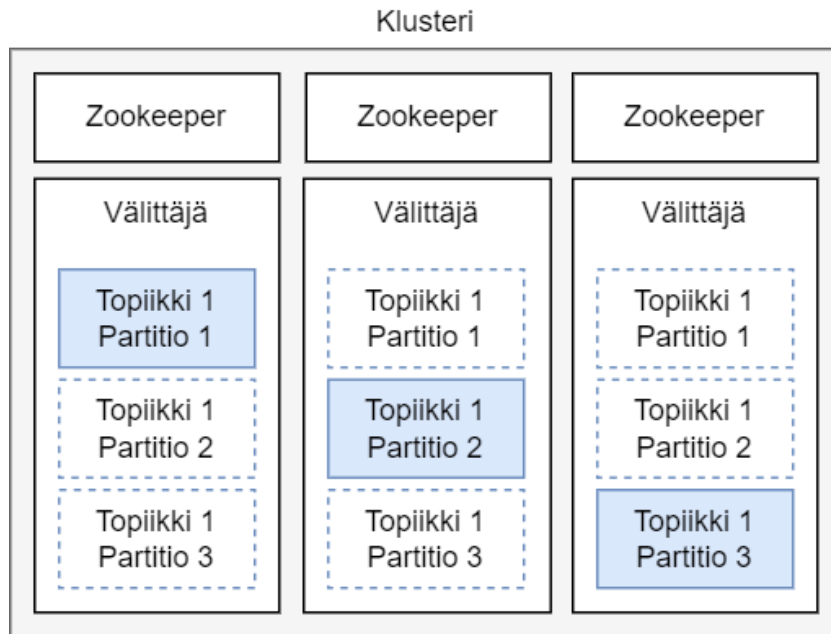 Klusteri
Zookeeper
Zookeeper
Zookeeper
Välittäjä
Topiikki 1
Partitio 1
Topiikki 1
Partitio 2
Topiikki 1
Partitio 3
Välittäjä
Topiikki 1
Partitio 1
Topiikki 1
Partitio 2
Topiikki 1
Partitio 3
Välittäjä
Topiikki 1
Partitio 1
Topiikki 1
Partitio 2
Topiikki 1
Partitio 3